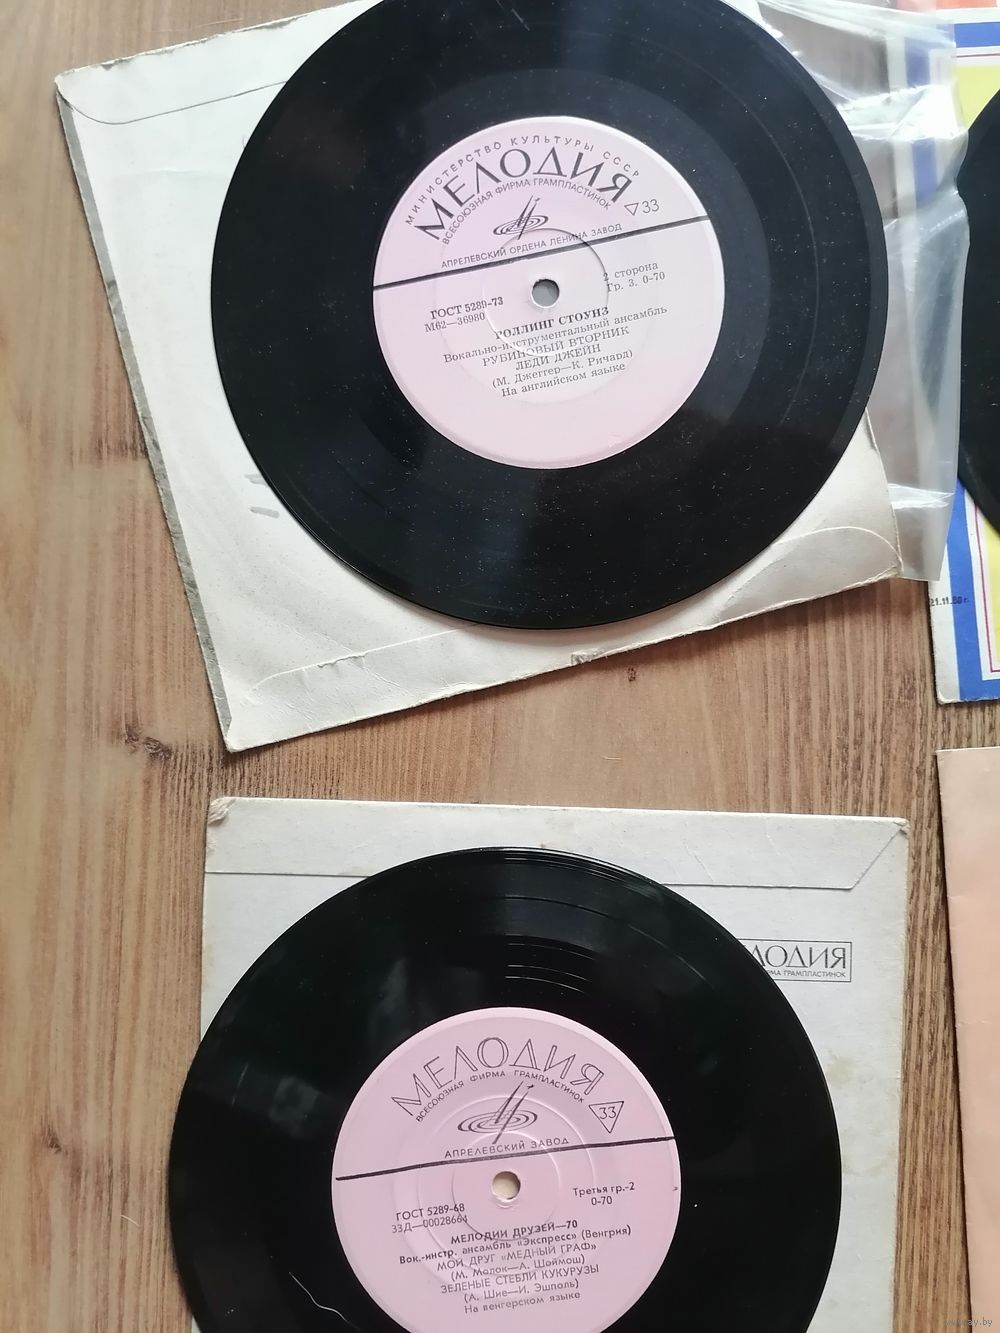 МИНИСТЕРСТВО КУЛЬТУРЫ СССР
МЕЛОДИЯ
ВСЕСОЮЗНАЯ ФИРМА ГРАМПЛАСТИНОК
33
АПРЕЛЕВСКИЙ ОРДЕНА ЛЕНИНА ЗАВОД
2 сторона
ГОСТ 5289-73
Гр. 3. 0-70
М62—36980
РОЛЛИНГ СТОУНЗ
Вокально-инструментальный ансамбль
РУБИНОВЫЙ ВТОРНИК
ЛЕДИ ДЖЕЙН
(М. Джеггер—К. Ричард)
На английском языке
21.11.80г.
ЛОДИЯ
МА ГРАМПЛАСТИНОК
МЕЛОДИЯ
ВСЕСОЮЗНАЯ ФИРМА ГРАМПЛАСТИНОК
33
АПРЕЛЕВСКИЙ ЗАВОД
Третья гр.-2
ГОСТ 5289-68
0-70
33Д—00028664
МЕЛОДИИ ДРУЗЕЙ—70
Вок.-инстр. ансамбль «Экспресс» (Венгрия)
МОЙ ДРУГ «МЕДНЫЙ ГРАФ»
(М. Молок—А. Шоймош)
ЗЕЛЕНЫЕ СТЕБЛИ КУКУРУЗЫ
(А. Шие—И. Эшполь)
На венгерском языке